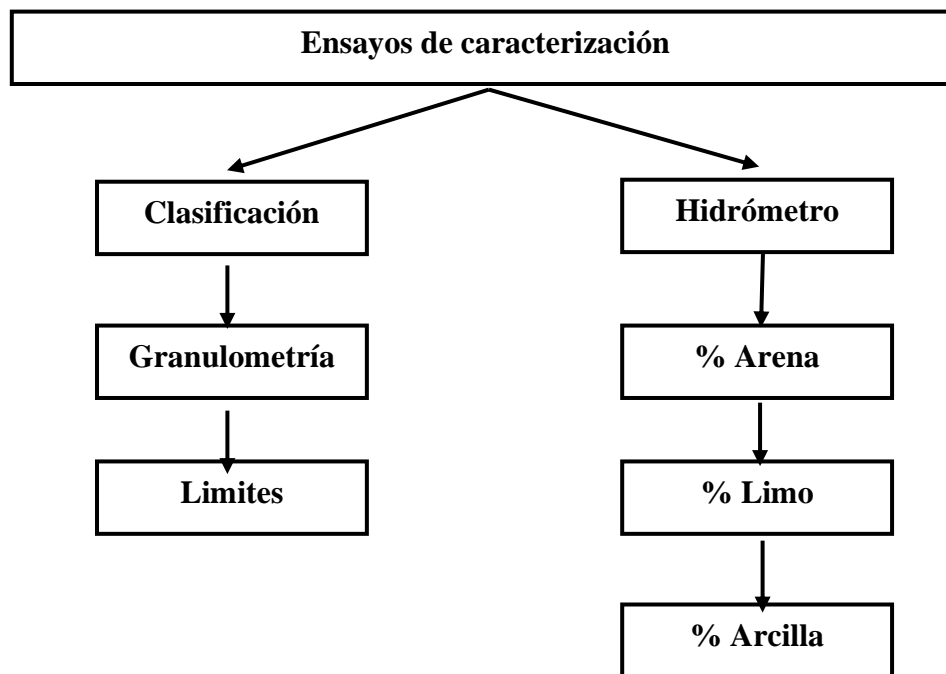 Ensayos de caracterización
Clasificación
Hidrómetro
Granulometría
% Arena
Limites
% Limo
% Arcilla